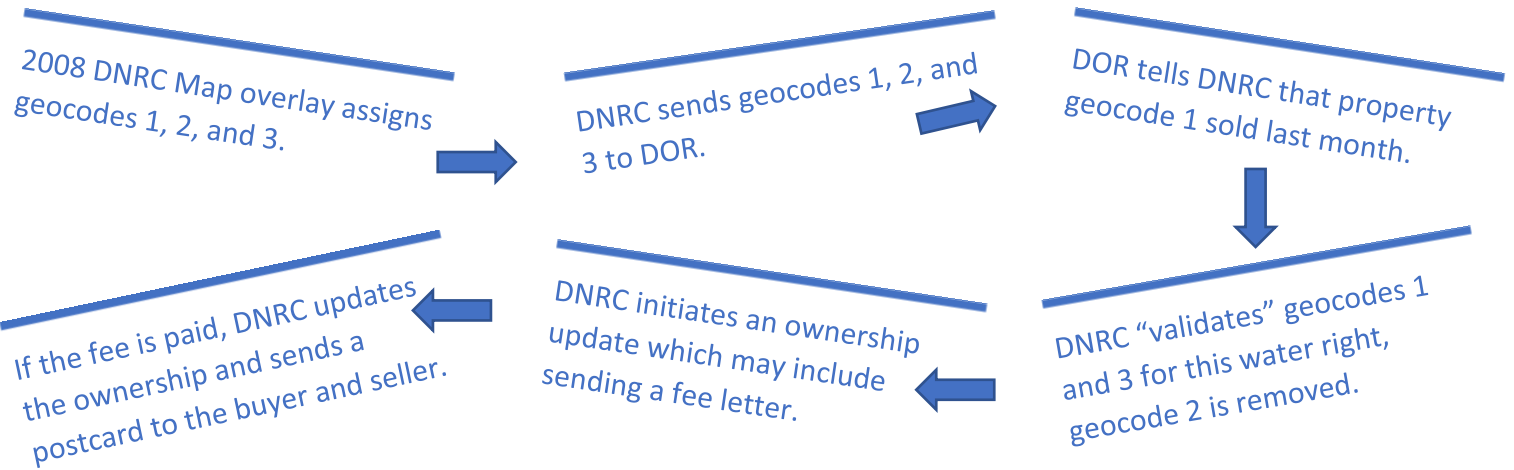 2008 DNRC Map overlay assigns
geocodes 1, 2, and 3.
DNRC sends geocodes 1, 2, and
3 to DOR.
DOR tells DNRC that property
geocode 1 sold last month.
DNRC “validates” geocodes 1
and 3 for this water right,
geocode 2 is removed.
DNRC initiates an ownership
update which may include
sending a fee letter.
If the fee is paid, DNRC updates
the ownership and sends a
postcard to the buyer and seller.